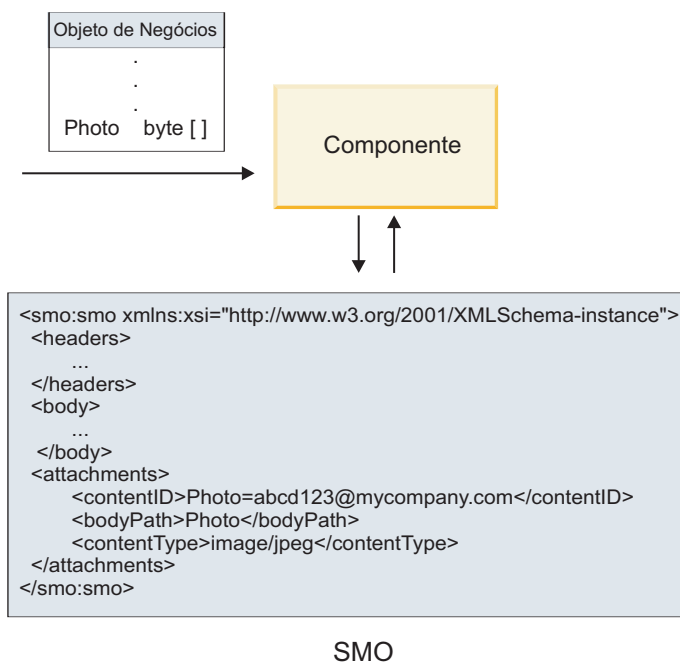 Objeto de Negócios
.
.
.
Photo byte [ ]
Componente
<smo:smo xmlns:xsi="http://www.w3.org/2001/XMLSchema-instance">
<headers>
...
</headers>
<body>
...
</body>
<attachments>
<contentID>Photo=abcd123@mycompany.com</contentID>
<bodyPath>Photo</bodyPath>
<contentType>image/jpeg</contentType>
</attachments>
</smo:smo>
SMO